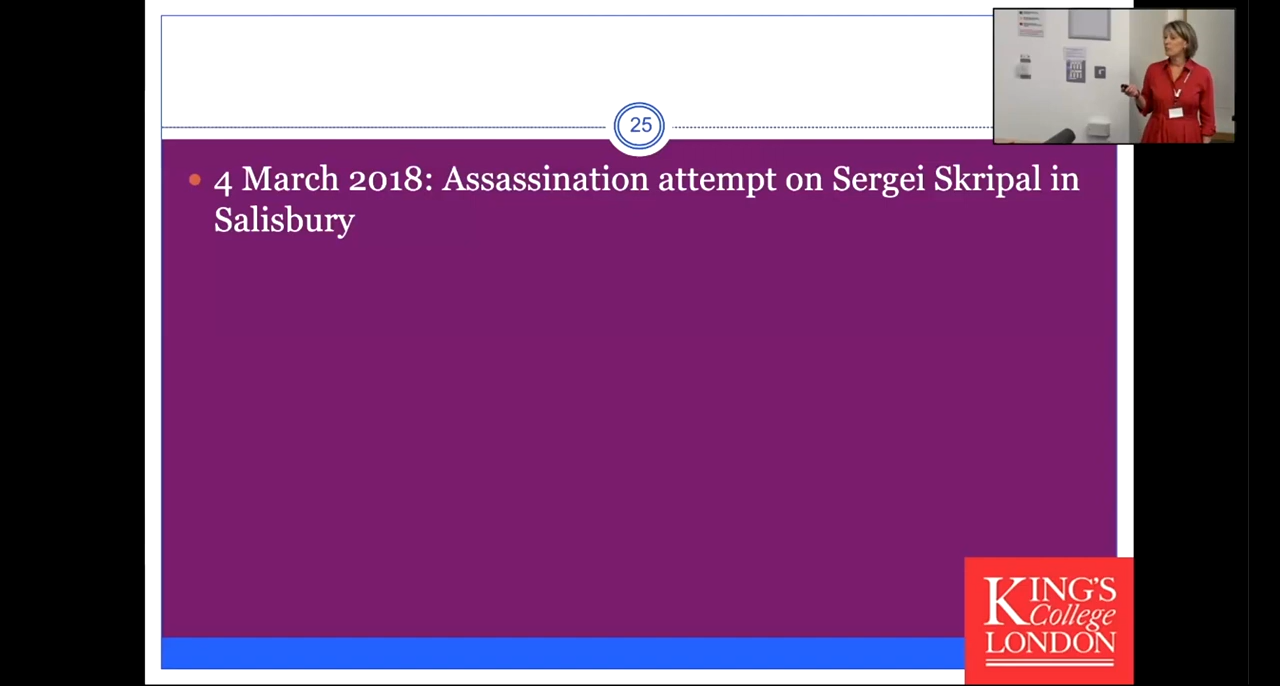 25
• 4 March 2018: Assassination attempt on Sergei Skripal in
Salisbury
KING'S
College
LONDON